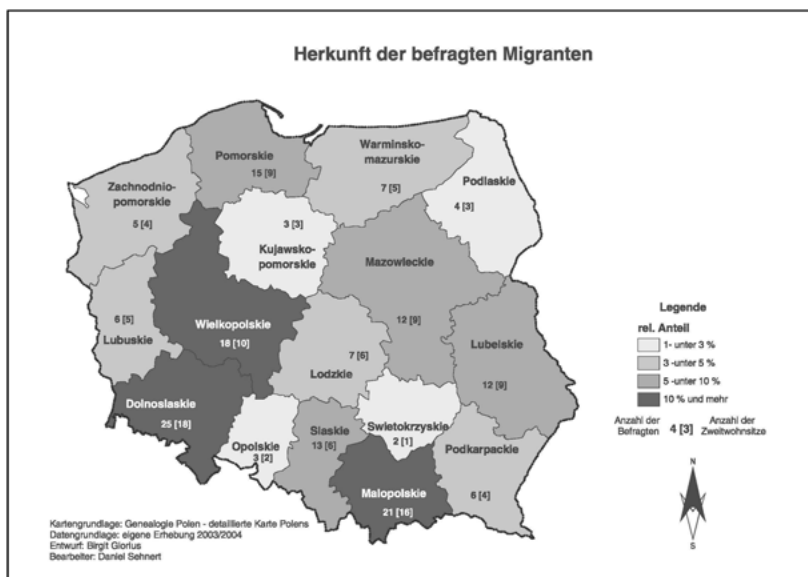 Herkunft der befragten Migranten
Pomorskie
15 [9]
Warminsko-
mazurskie
7 [5]
Podlaskie
4 [3]
Zachnodnio-
pomorskie
5 [4]
3 [3]
Kujawsko-
pomorskie
Mazowieckie
12 [9]
6 [5]
Lubuskie
Wielkopolskie
18 [10]
7 [6]
Lodzkie
Lubelskie
12 [9]
Dolnoslaskie
25 [18]
Opolskie
3 [2]
Slaskie
13 [6]
Swietokrzyskie
2 [1]
Podkarpackie
6 [4]
Malopolskie
21 [16]
Legende
rel. Anteil
1- unter 3 %
3 -unter 5 %
5 -unter 10 %
10 % und mehr
Anzahl der
Befragten
4 [3]
Anzahl der
Zweitwohnsitze
N
S
Kartengrundlage: Genealogie Polen - detaillierte Karte Polens
Datengrundlage: eigene Erhebung 2003/2004
Entwurf: Birgit Glorius
Bearbeiter: Daniel Sehnert